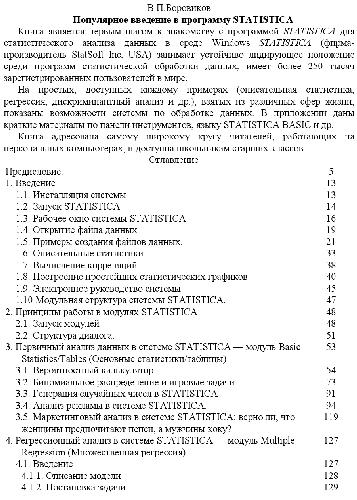 В.П.Боровиков
Популярное введение в программу STATISTICA
Книга является первым шагом к знакомству с программой STATISTICA для
статистического анализа данных в среде Windows STATISTICA (фирма-
производитель StatSoft Inc. USA) занимает устойчиво лидирующее положение
среди программ статистической обработки данных, имеет более 250 тысяч
зарегистрированных пользователей в мире.
На простых, доступных каждому примерах (описательная статистика,
регрессия, дискриминантный анализ и др.), взятых из различных сфер жизни,
показаны возможности системы по обработке данных. В приложении даны
краткие материалы по панели инструментов, языку STATISTICA BASIC и др.
Книга адресована самому широкому кругу читателей, работающих на
персональных компьютерах, и доступна школьникам старших классов
Оглавление
Предисловие. 5
1. Введение 13
1.1. Инсталляция системы 13
1.2. Запуск STATISTICA 14
1.3. Рабочее окно системы STATISTICA 16
1.4. Открытие файла данных 19
1.5. Примеры создания файлов данных. 21
1.6. Описательные статистики 33
1.7. Вычисление корреляций 38
1.8. Построение простейших статистических графиков 40
1.9. Электронное руководство системы 45
1.10 Модульная структура системы STATISTICA. 47
2. Принципы работы в модулях STATISTICA 48
2.1. Запуск модулей 48
2.2. Структура диалога. 51
3. Первичный анализ данных в системе STATISTICA — модуль Basic 53
Statistics/Tables (Основные статистики/таблицы)
3.1. Вероятностный калькулятор 54
3.2. Биномиальное распределение и игровые задачи 73
3.3. Генерация случайных чисел в STATISTICA. 91
3.4. Анализ рекламы в системе STATISTICA. 94
3.5. Маркетинговый анализ в системе STATISTICA: верно ли, что 119
женщины предпочитают пепси, а мужчины коку?
4. Регрессионный анализ в системе STATISTICA — модуль Multiple 127
Regression (Множественная регрессия)
4.1. Введение 127
4.1.1. Описание модели 128
4.1.2. Постановка задачи 129